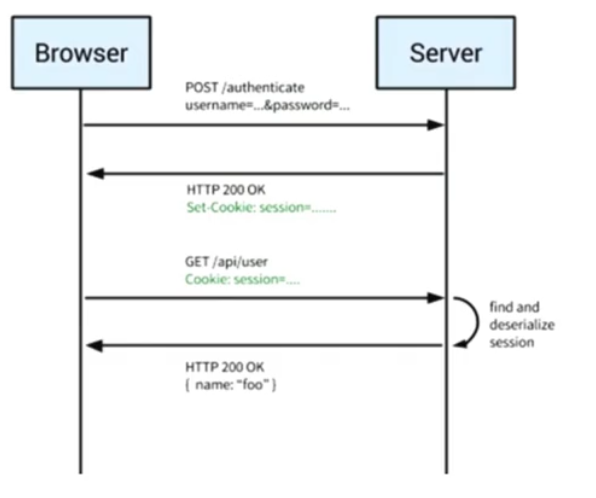 Browser
Server
POST /authenticate
username=...&password=...
HTTP 200 OK
Set-Cookie: session=.......
GET /api/user
Cookie: session=....
find and
deserialize
session
HTTP 200 OK
{ name: "foo" }